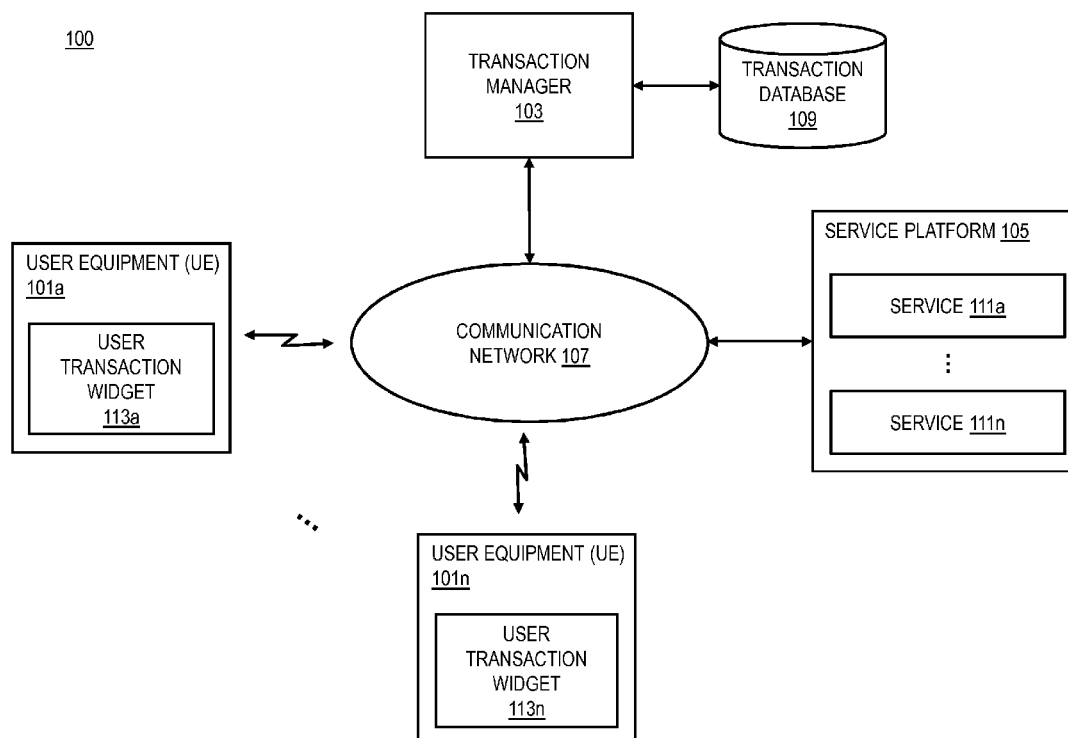 100
TRANSACTION
MANAGER
103
TRANSACTION
DATABASE
109
SERVICE PLATFORM 105
SERVICE 111a
SERVICE 111n
USER EQUIPMENT (UE)
101a
USER
TRANSACTION
WIDGET
113a
COMMUNICATION
NETWORK 107
USER EQUIPMENT (UE)
101n
USER
TRANSACTION
WIDGET
113n